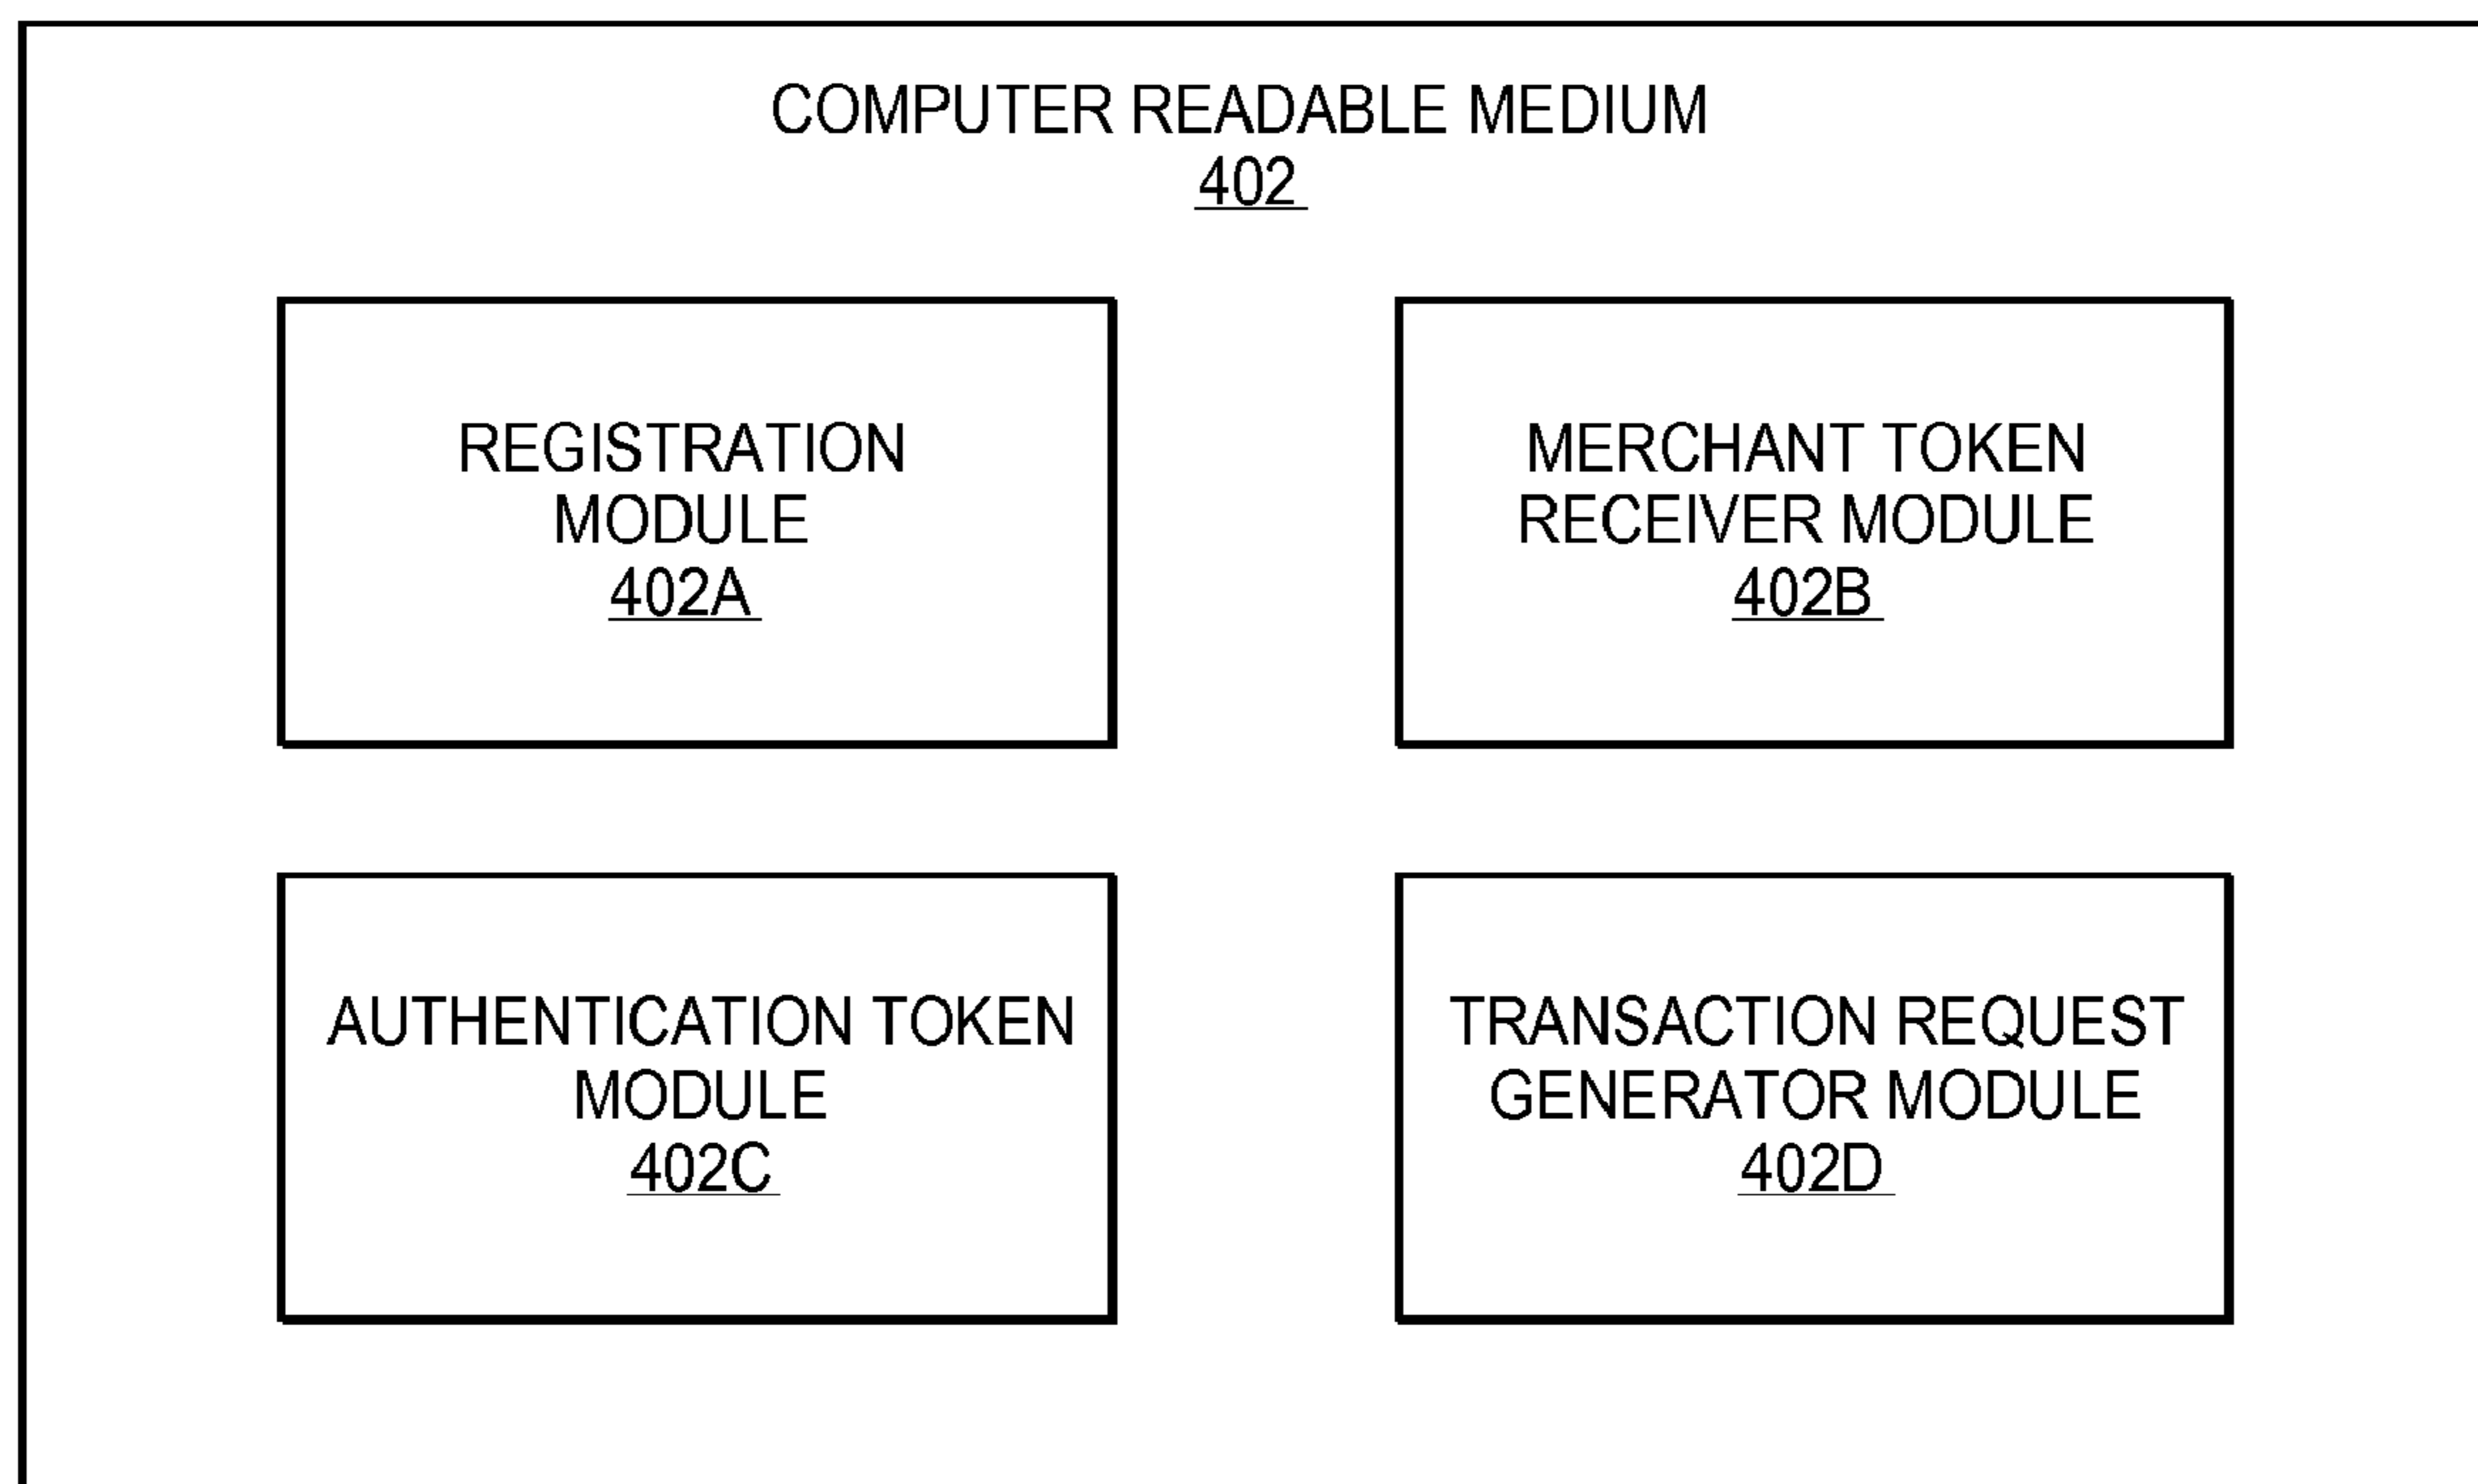 COMPUTER READABLE MEDIUM
402
REGISTRATION
MODULE
402A
MERCHANT TOKEN
RECEIVER MODULE
402B
AUTHENTICATION TOKEN
MODULE
402C
TRANSACTION REQUEST
GENERATOR MODULE
402D